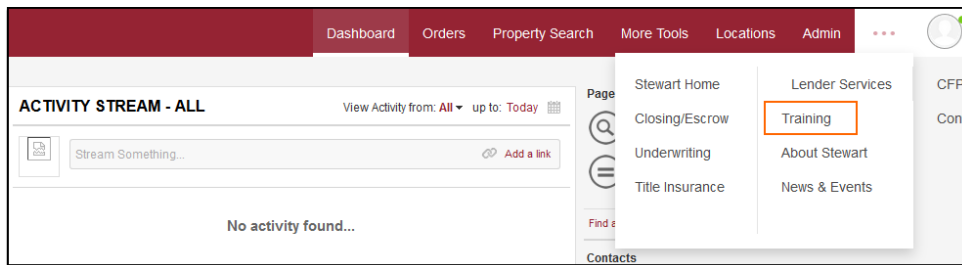 Dashboard Orders Property Search More Tools Locations Admin
ACTIVITY STREAM - ALL
View Activity from: All up to: Today
Stream Something...
Add a link
No activity found...
Page
Find a
Contacts
Stewart Home
Closing/Escrow
Underwriting
Title Insurance
Lender Services
Training
About Stewart
News & Events
CFP
Con